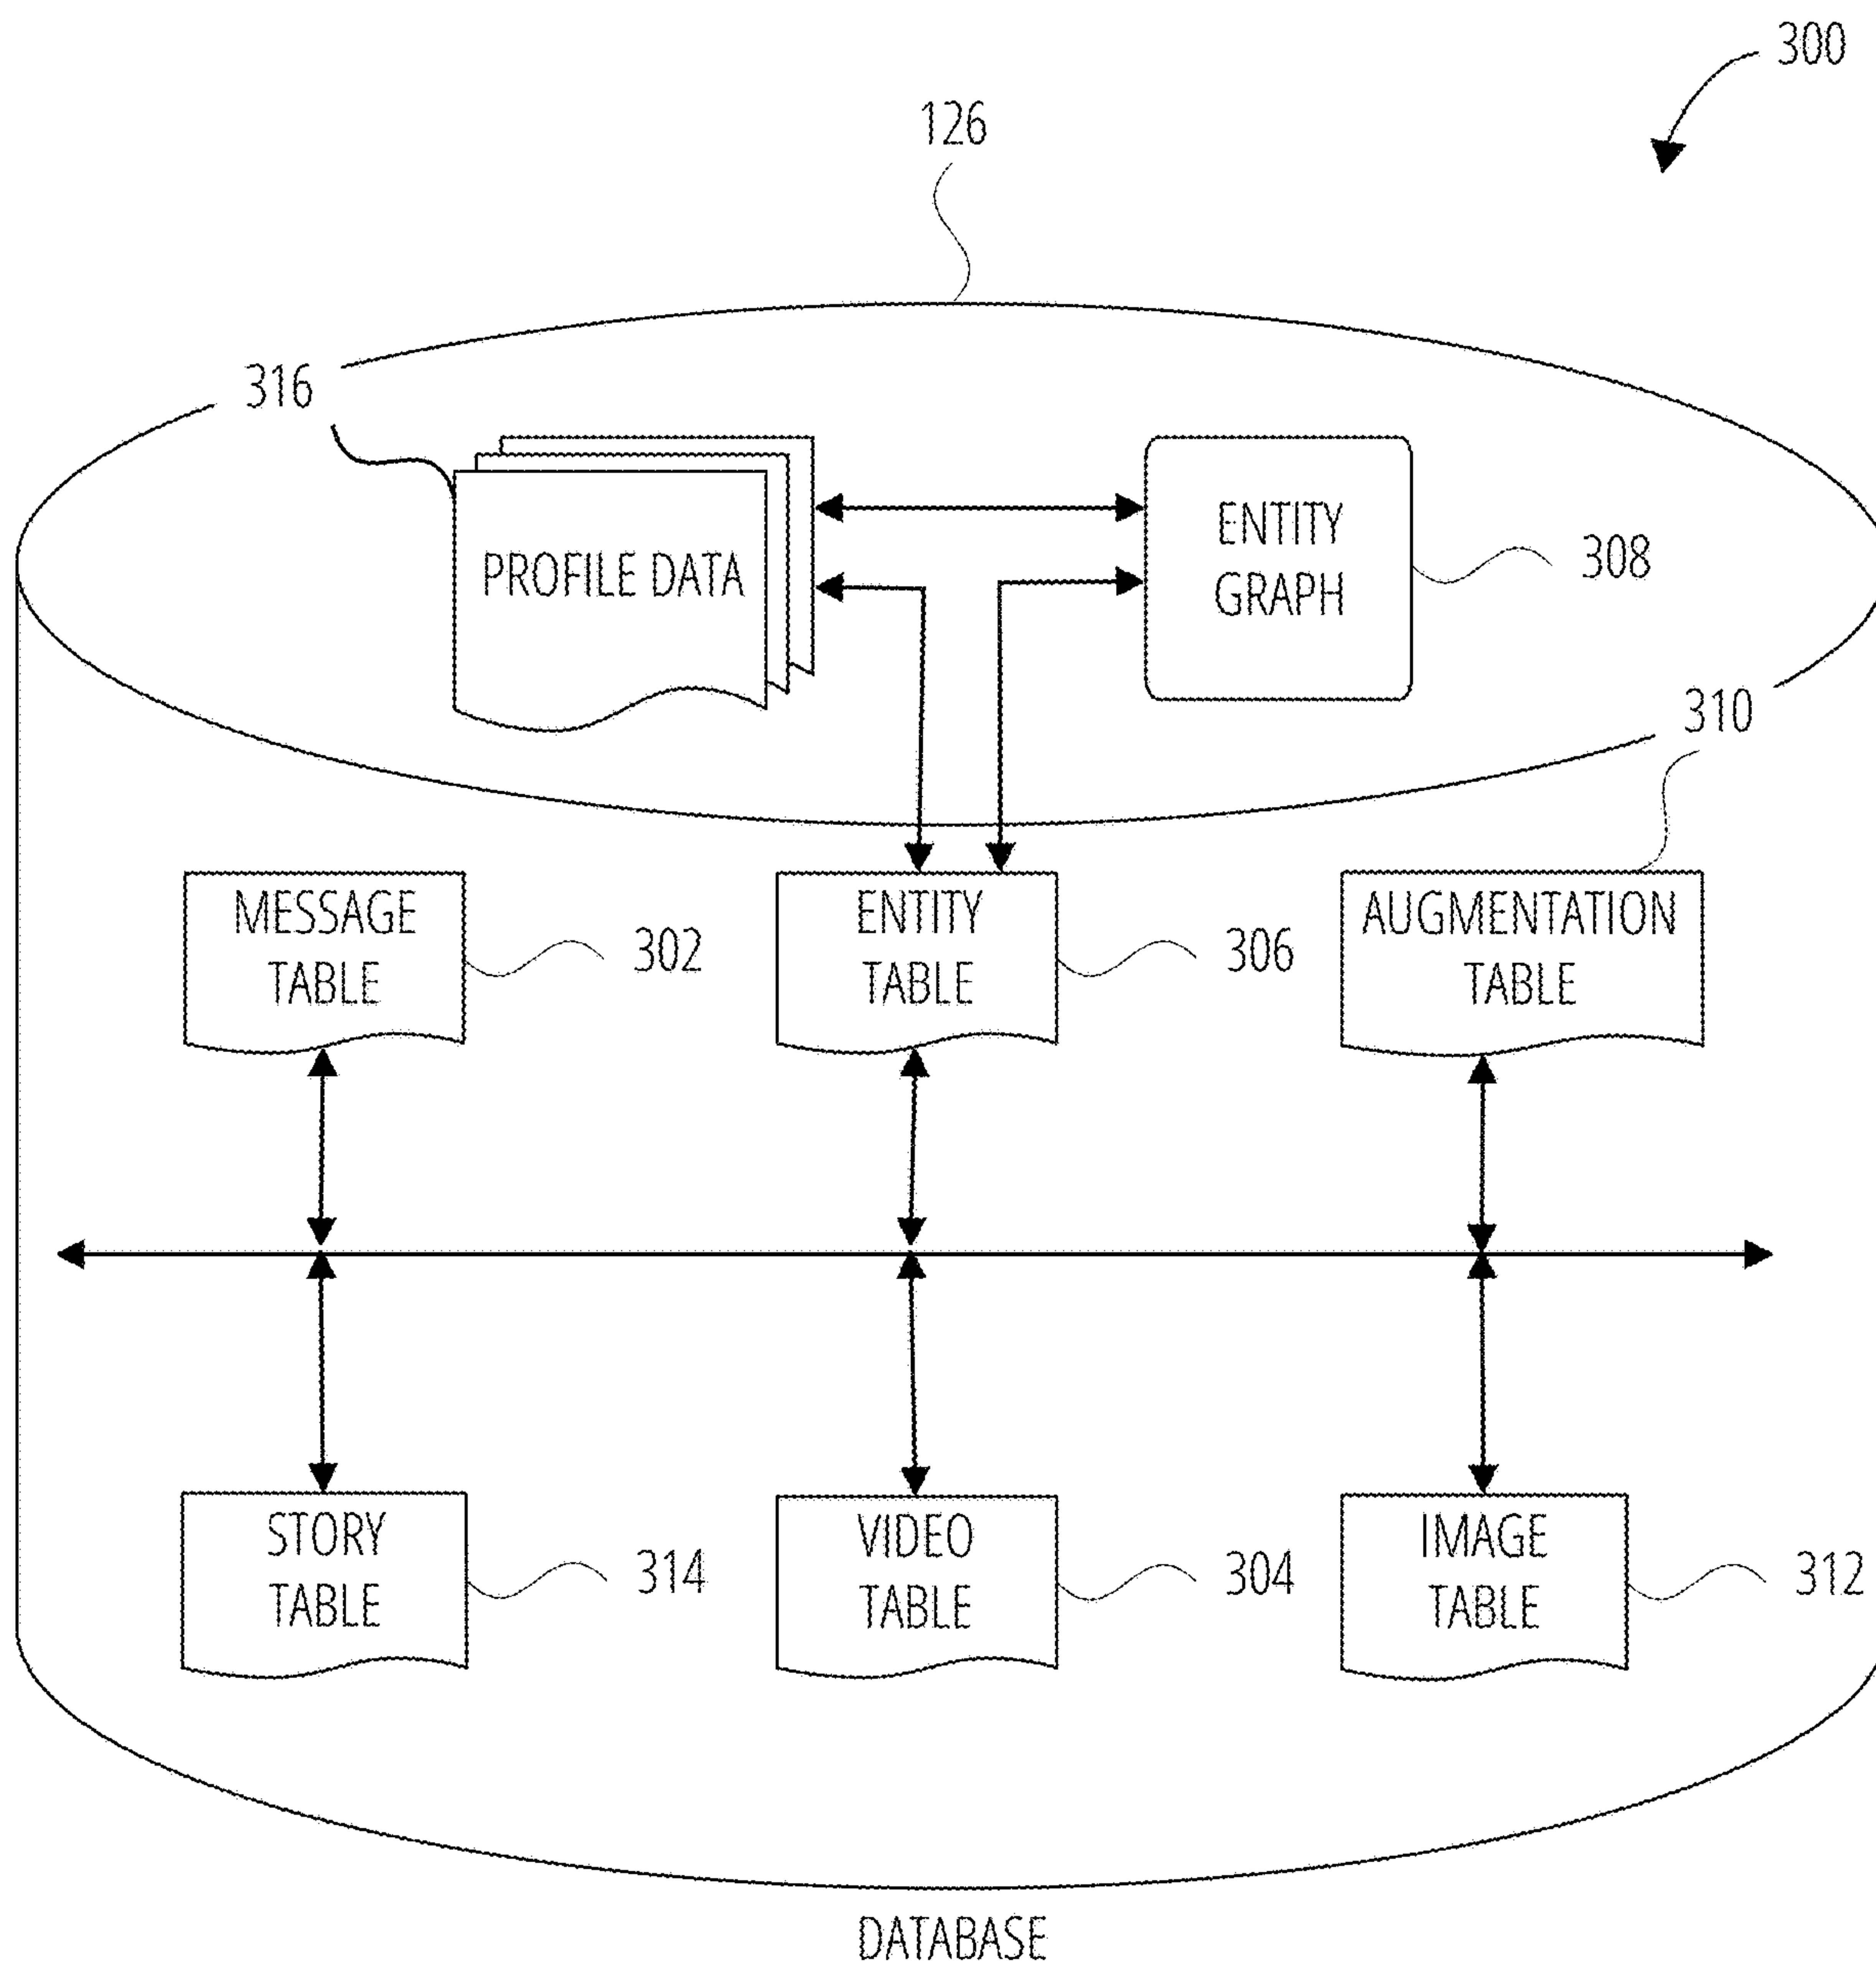 300
126
316
PROFILE DATA
ENTITY
GRAPH
308
310
MESSAGE
TABLE
302
ENTITY
TABLE
306
AUGMENTATION
TABLE
STORY
TABLE
314
VIDEO
TABLE
304
IMAGE
TABLE
312
DATABASE